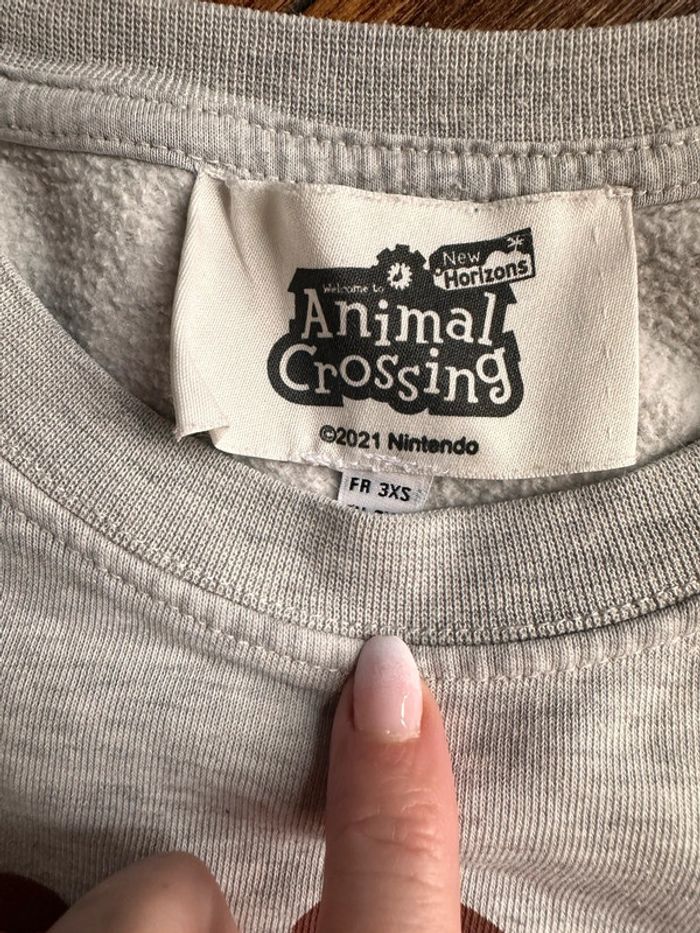 New
Horizons
Welcome to
Animal
Crossing
©2021 Nintendo
FR 3XS